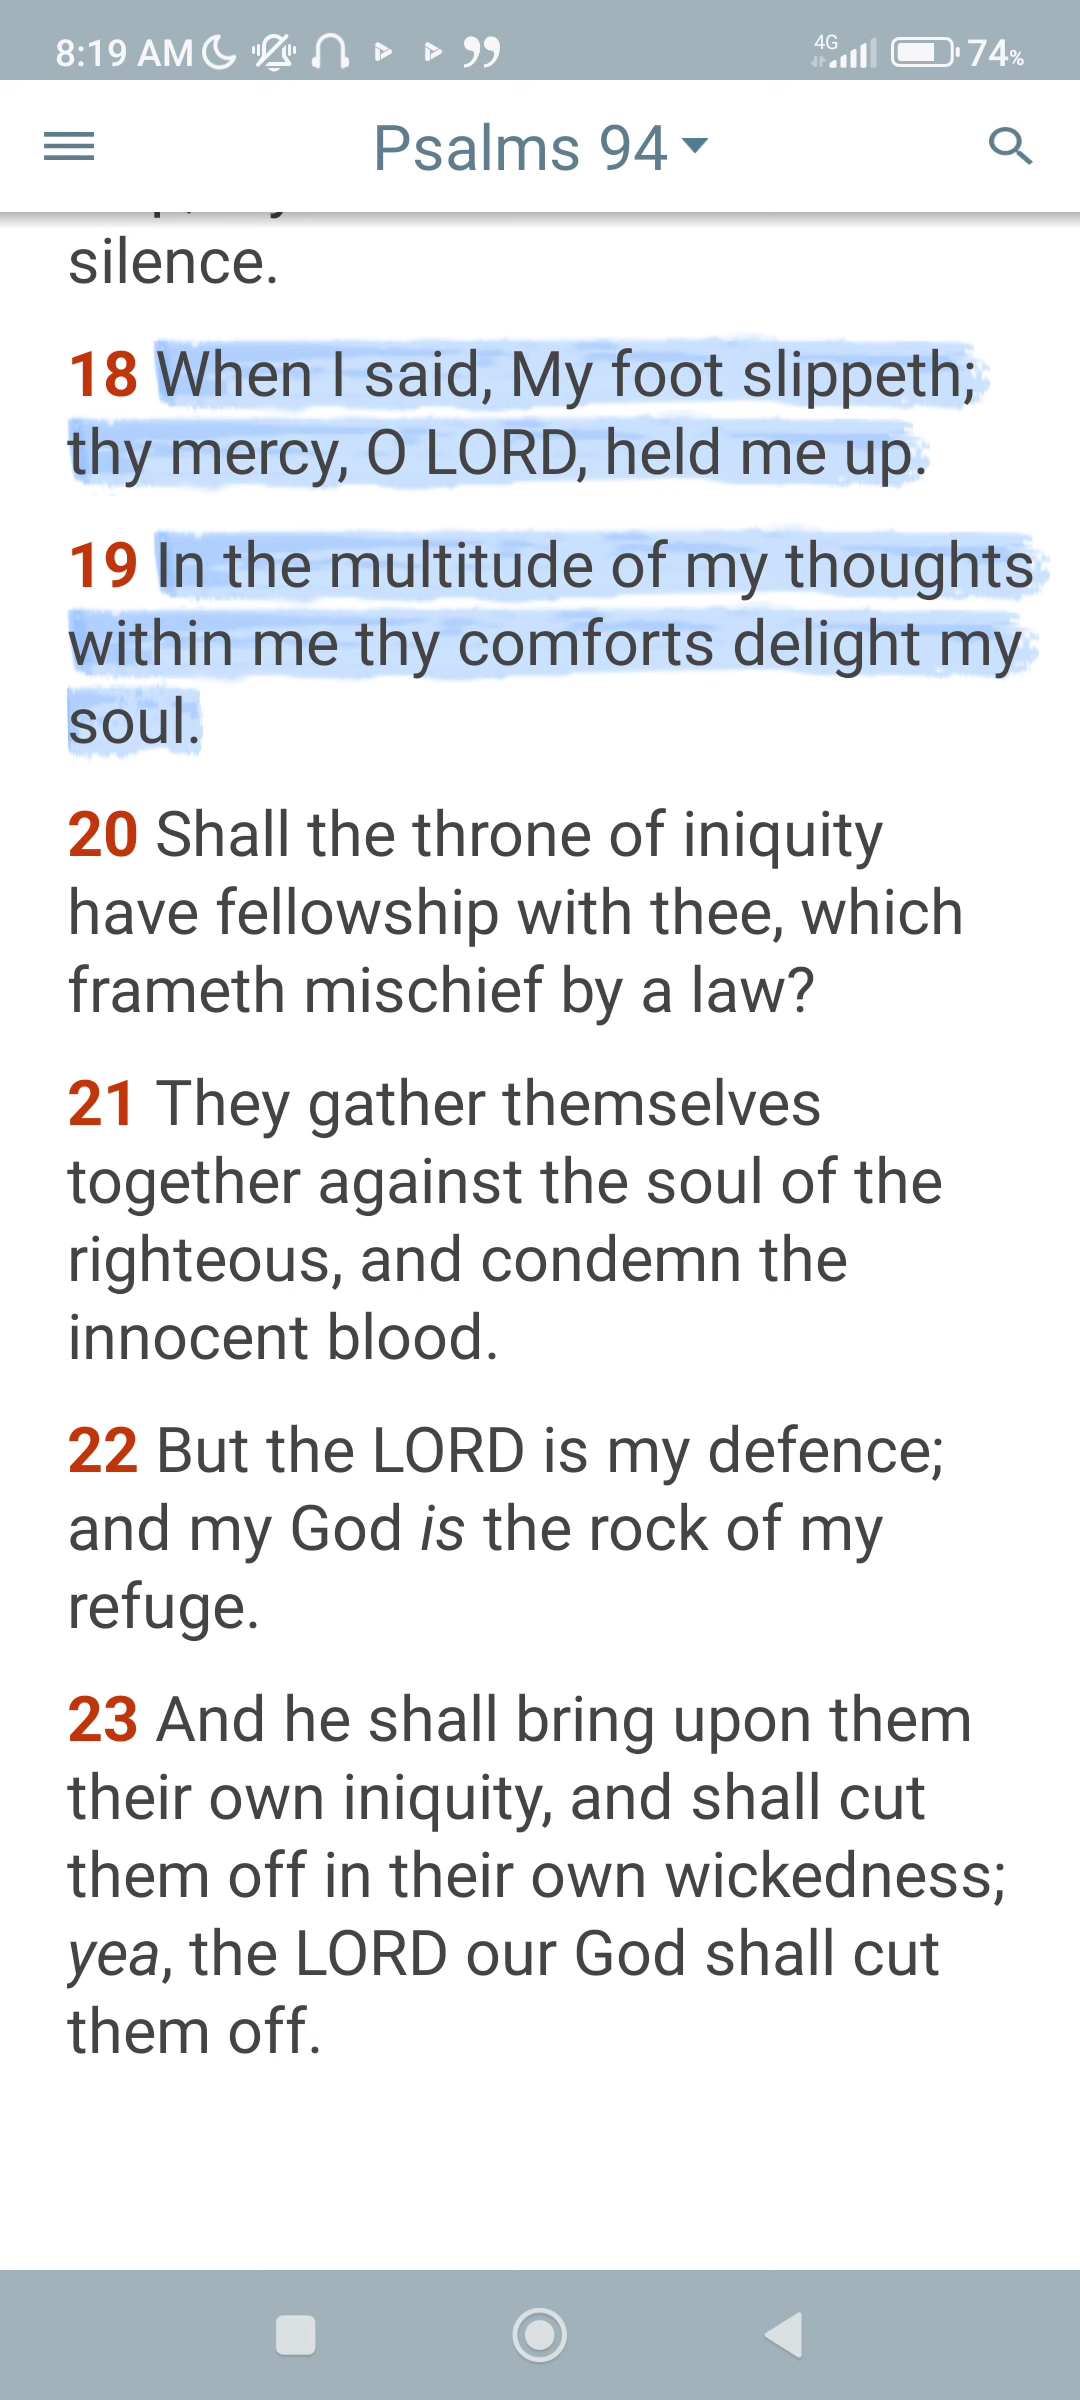 8:19 AM
4G
74%
Psalms 94
silence.
18 When I said, My foot slippeth;
thy mercy, O LORD, held me up.
19 In the multitude of my thoughts
within me thy comforts delight my
soul.
20 Shall the throne of iniquity
have fellowship with thee, which
frameth mischief by a law?
21 They gather themselves
together against the soul of the
righteous, and condemn the
innocent blood.
22 But the LORD is my defence;
and my God is the rock of my
refuge.
23 And he shall bring upon them
their own iniquity, and shall cut
them off in their own wickedness;
yea, the LORD our God shall cut
them off.